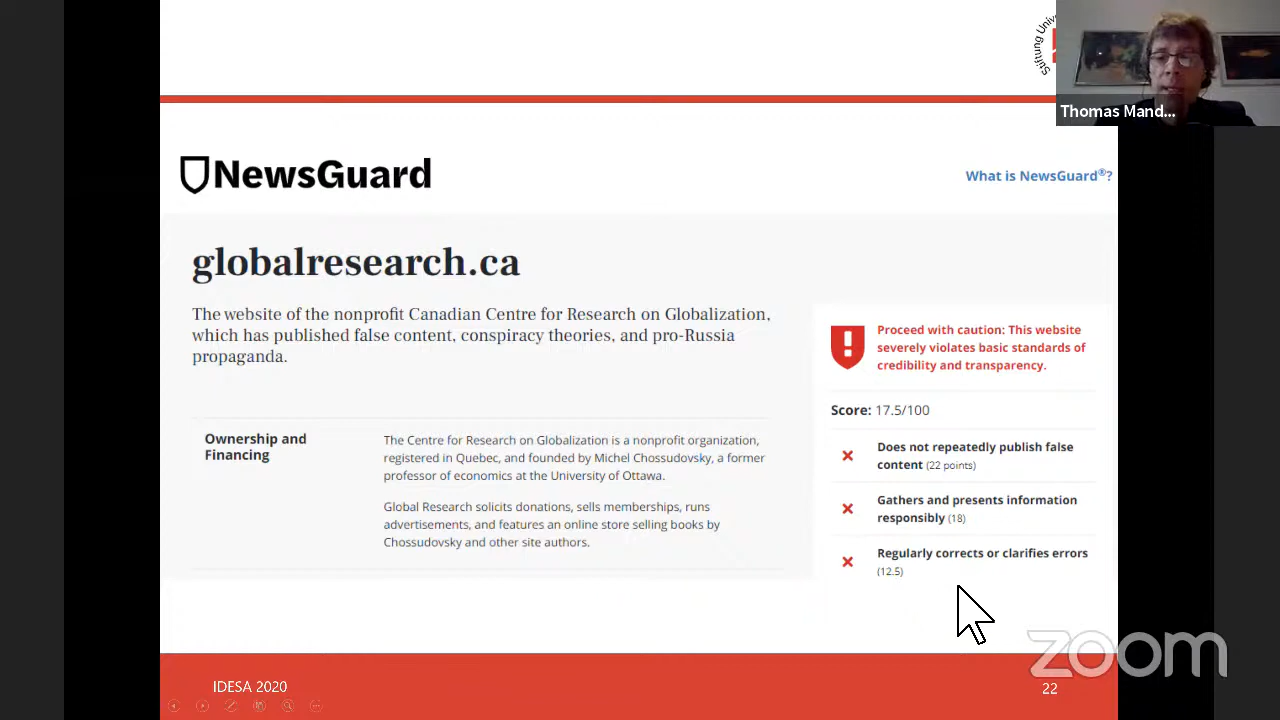 Stiftung Unive
Thomas Mand...
NewsGuard
What is NewsGuard®?
globalresearch.ca
The website of the nonprofit Canadian Centre for Research on Globalization,
which has published false content, conspiracy theories, and pro-Russia
propaganda.
Proceed with caution: This website
severely violates basic standards of
credibility and transparency.
Score: 17.5/100
Ownership and
Financing
The Centre for Research on Globalization is a nonprofit organization,
registered in Quebec, and founded by Michel Chossudovsky, a former
professor of economics at the University of Ottawa.
Global Research solicits donations, sells memberships, runs
advertisements, and features an online store selling books by
Chossudovsky and other site authors.
Does not repeatedly publish false
content (22 points)
Gathers and presents information
responsibly (18)
Regularly corrects or clarifies errors
(12.5)
zoom
IDESA 2020
22